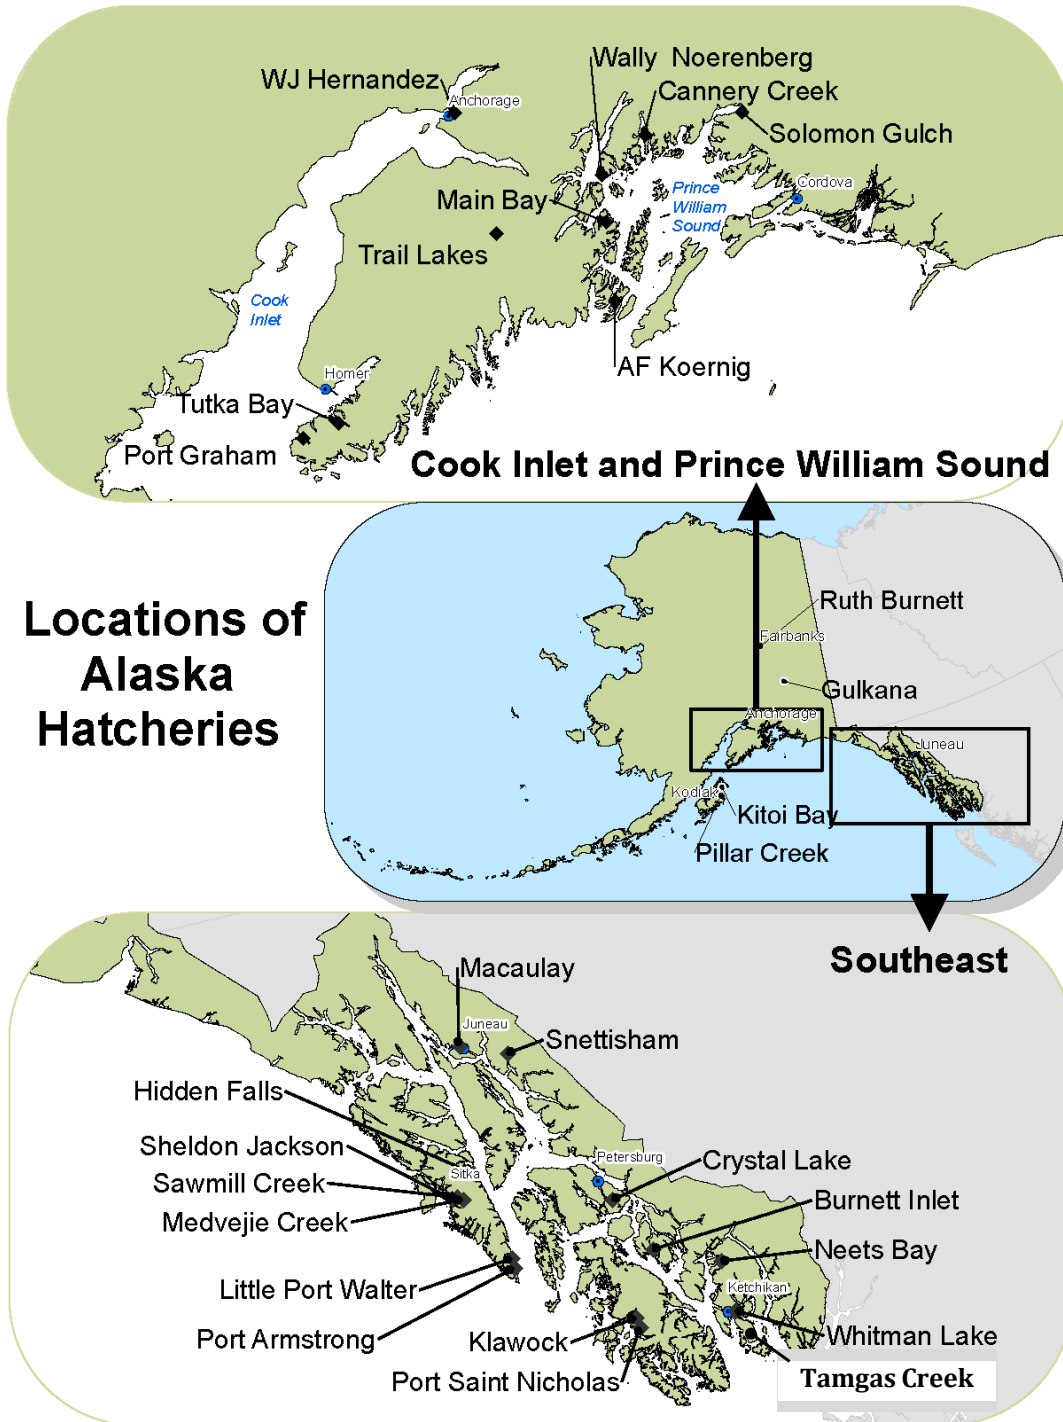 Wally Noerenberg
WJ Hernandez
Cannery Creek
Anchorage
Solomon Gulch
Main Bay
Prince
William
Sound
Cordova
Trail Lakes
Cook
Inlet
Homer
AF Koernig
Tutka Bay
Port Graham
Cook Inlet and Prince William Sound
Locations of
Alaska
Hatcheries
Ruth Burnett
Fairbanks
Gulkana
Anchorage
Juneau
Kodiak
Kitoi Bay
Pillar Creek
Southeast
Macaulay
Juneau
Snettisham
Hidden Falls
Sheldon Jackson
Petersburg
Crystal Lake
Sitka
Sawmill Creek
Burnett Inlet
Medvejie Creek
Neets Bay
Little Port Walter
Ketchikan
Port Armstrong
Klawock
Whitman Lake
Port Saint Nicholas
Tamgas Creek